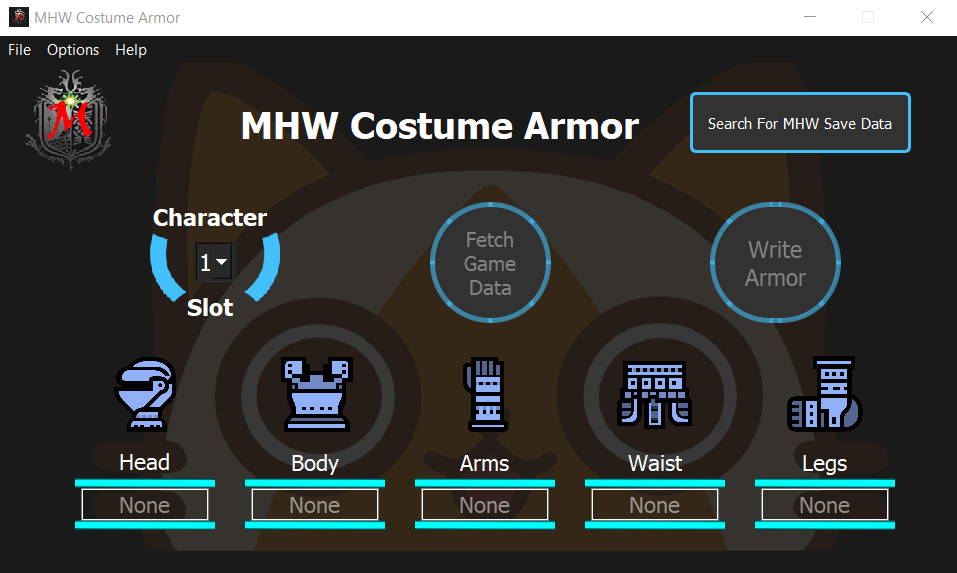 MHW Costume Armor
File Options Help
M
MHW Costume Armor
Search For MHW Save Data
Character
1
Slot
Fetch
Game
Data
Write
Armor
Head Body Arms Waist Legs
None None None None None